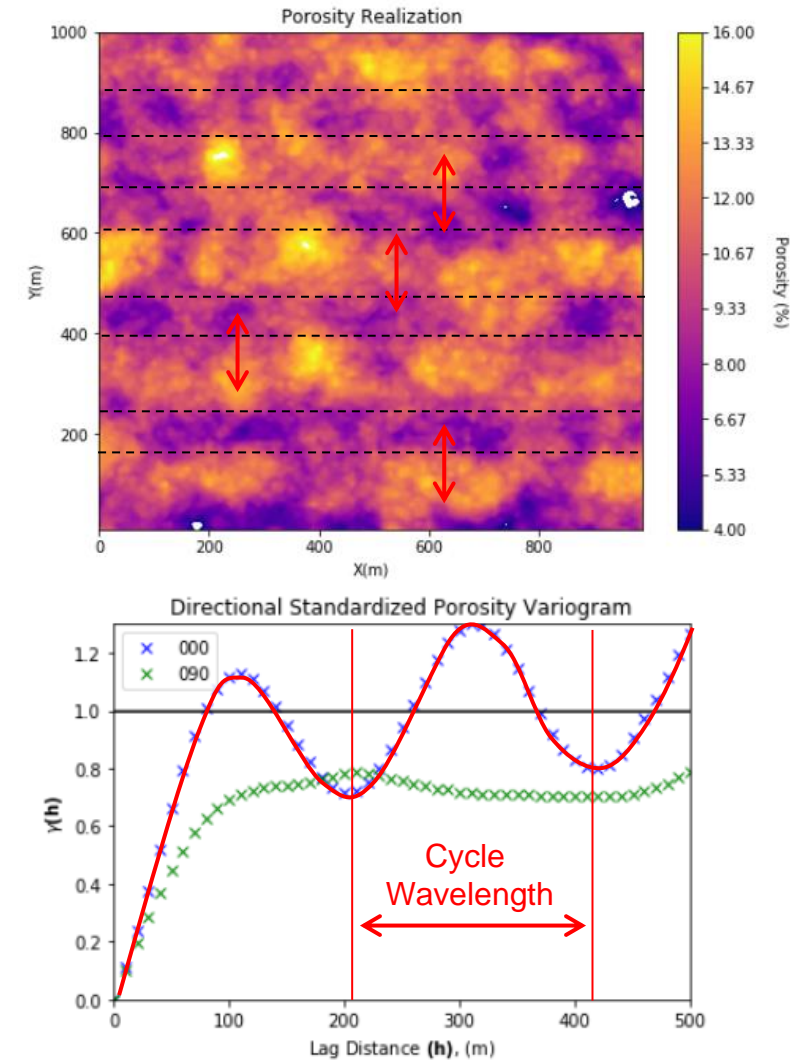 Porosity Realization
1000
800
600
400
200
Y(m)
0 200 400 600 800
X(m)
16.00
14.67
13.33
12.00
10.67
9.33
8.00
6.67
5.33
4.00
Porosity (%)
Directional Standardized Porosity Variogram
000
090
1.2
1.0
0.8
0.6
0.4
0.2
0.0
γ(h)
Cycle
Wavelength
0 100 200 300 400 500
Lag Distance (h), (m)